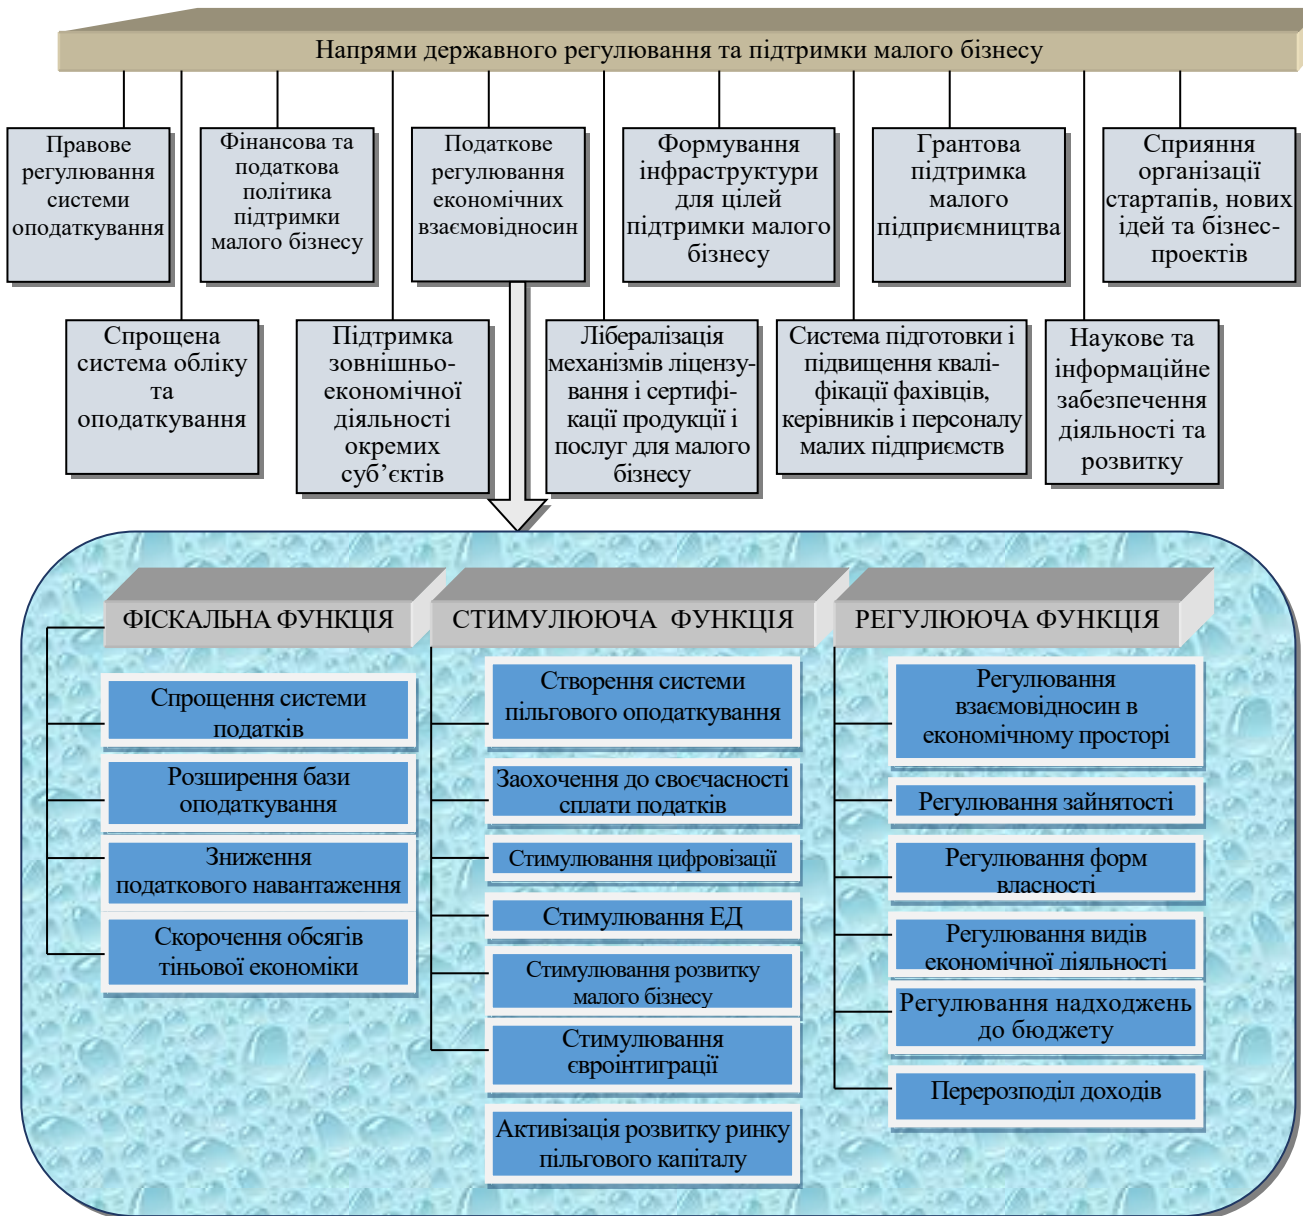 Напрями державного регулювання та підтримки малого бізнесу
Правове
регулювання
системи
оподаткування
Фінансова та
податкова
політика
підтримки
малого бізнесу
Податкове
регулювання
економічних
взаємовідносин
Формування
інфраструктури
для цілей
підтримки малого
бізнесу
Грантова
підтримка
малого
підприємництва
Сприяння
організації
стартапів, нових
ідей та бізнес-
проектів
Спрощена
система обліку
та
оподаткування
Підтримка
зовнішньо-
економічної
діяльності
окремих
суб’єктів
Лібералізація
механізмів ліцензу-
вання і сертифі-
кації продукції і
послуг для малого
бізнесу
Система підготовки і
підвищення квалі-
фікації фахівців,
керівників і персоналу
малих підприємств
Наукове та
інформаційне
забезпечення
діяльності та
розвитку
ФІСКАЛЬНА ФУНКЦІЯ
Спрощення системи
податків
Розширення бази
оподаткування
Зниження
податкового навантаження
Скорочення обсягів
тіньової економіки
СТИМУЛЮЮЧА ФУНКЦІЯ
Створення системи
пільгового оподаткування
Заохочення до своєчасності
сплати податків
Стимулювання цифровізації
Стимулювання ЕД
Стимулювання розвитку
малого бізнесу
Стимулювання
євроінтиграції
Активізація розвитку ринку
пільгового капіталу
РЕГУЛЮЮЧА ФУНКЦІЯ
Регулювання
взаємовідносин в
економічному просторі
Регулювання зайнятості
Регулювання форм
власності
Регулювання видів
економічної діяльності
Регулювання надходжень
до бюджету
Перерозподіл доходів